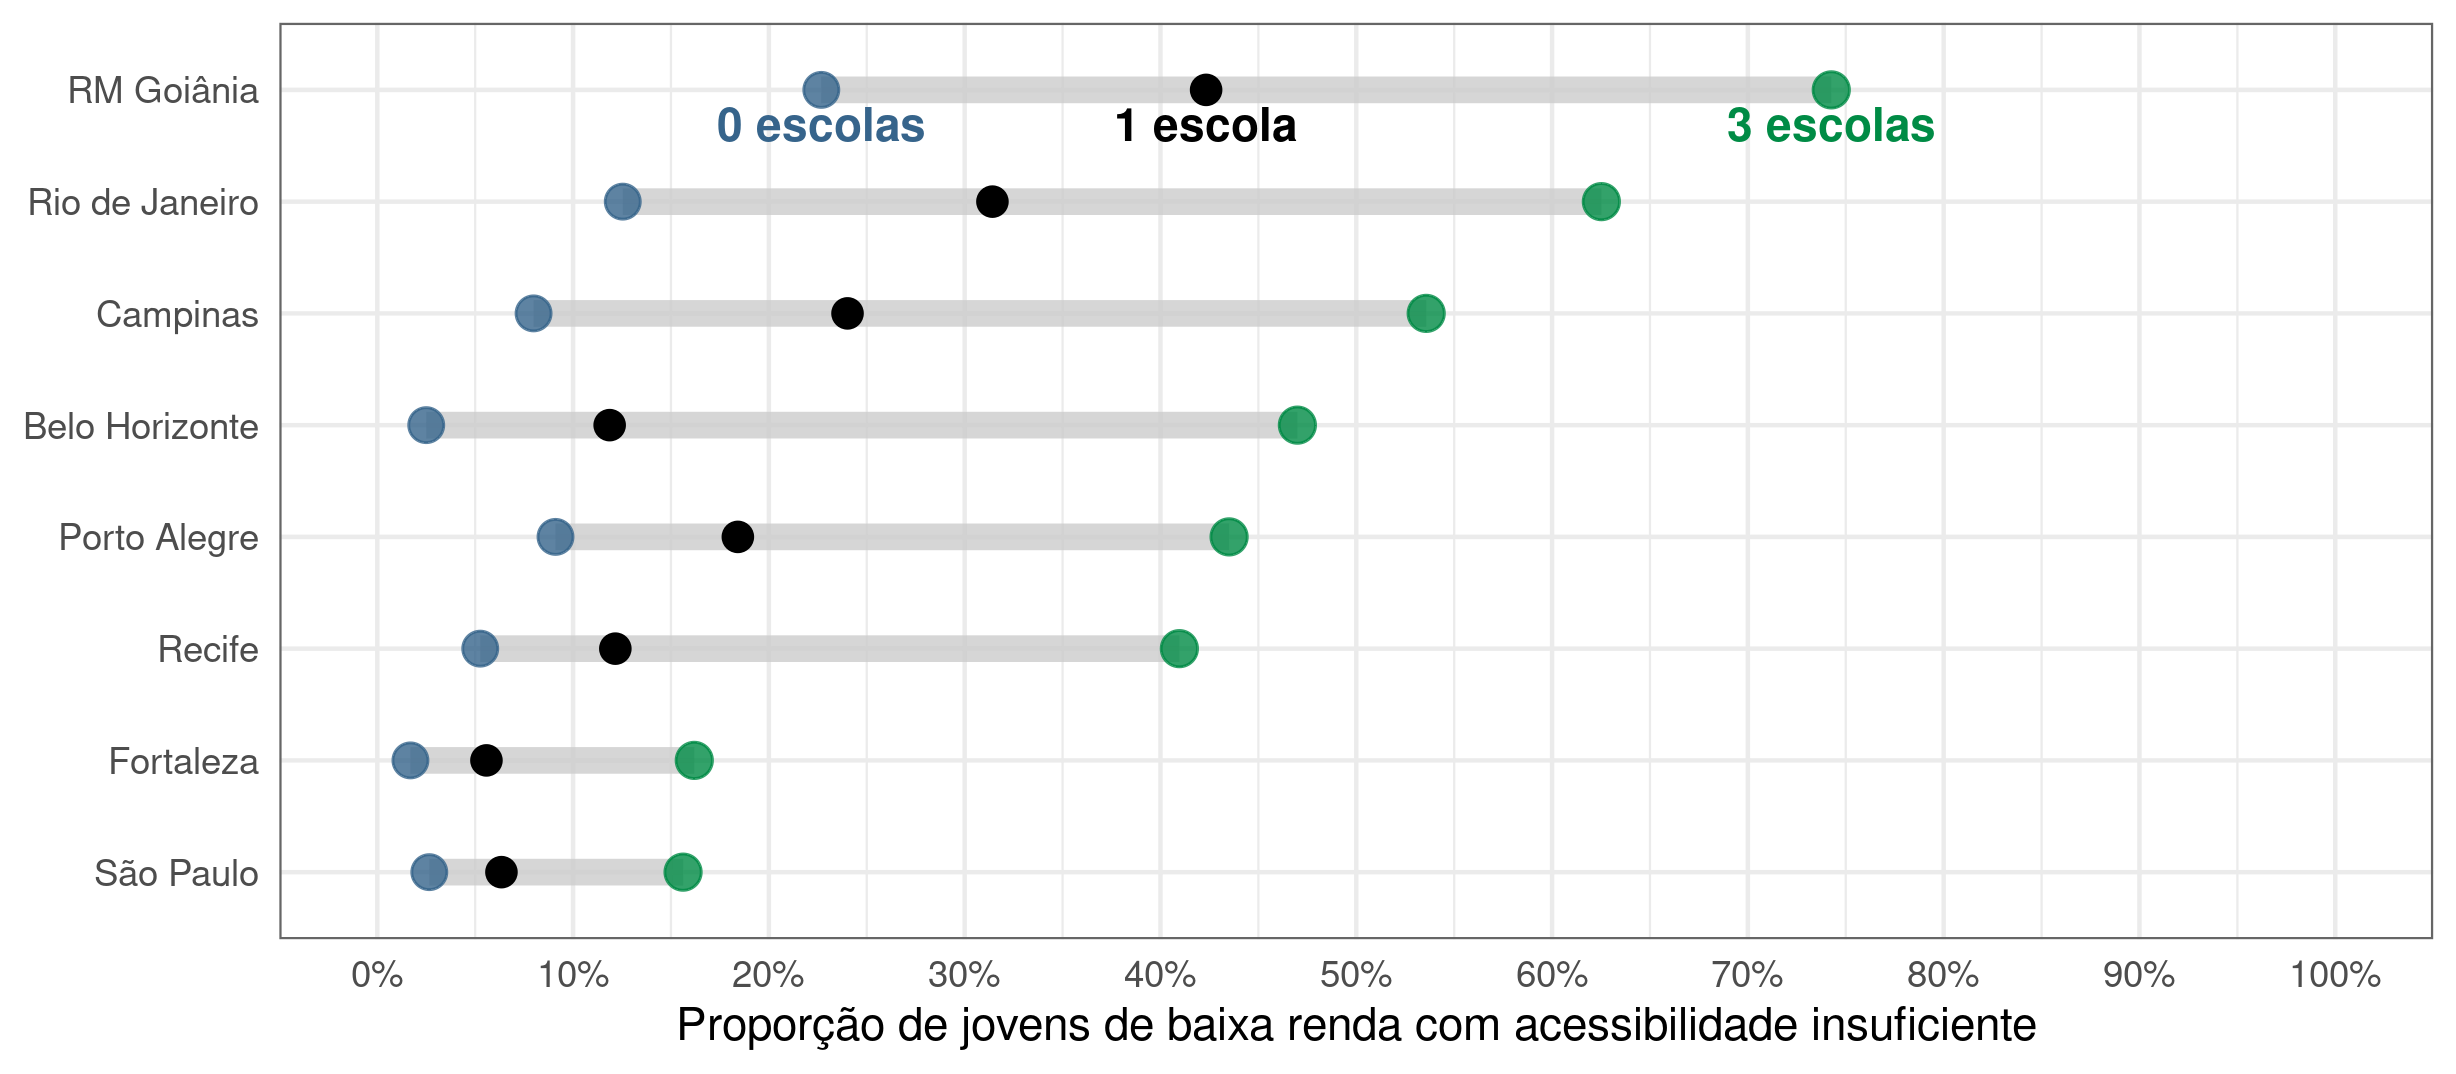 RM Goiânia
0 escolas
1 escola
3 escolas
Rio de Janeiro
Campinas
Belo Horizonte
Porto Alegre
Recife
Fortaleza
São Paulo
0% 10% 20% 30% 40% 50% 60% 70% 80% 90% 100%
Proporção de jovens de baixa renda com acessibilidade insuficiente